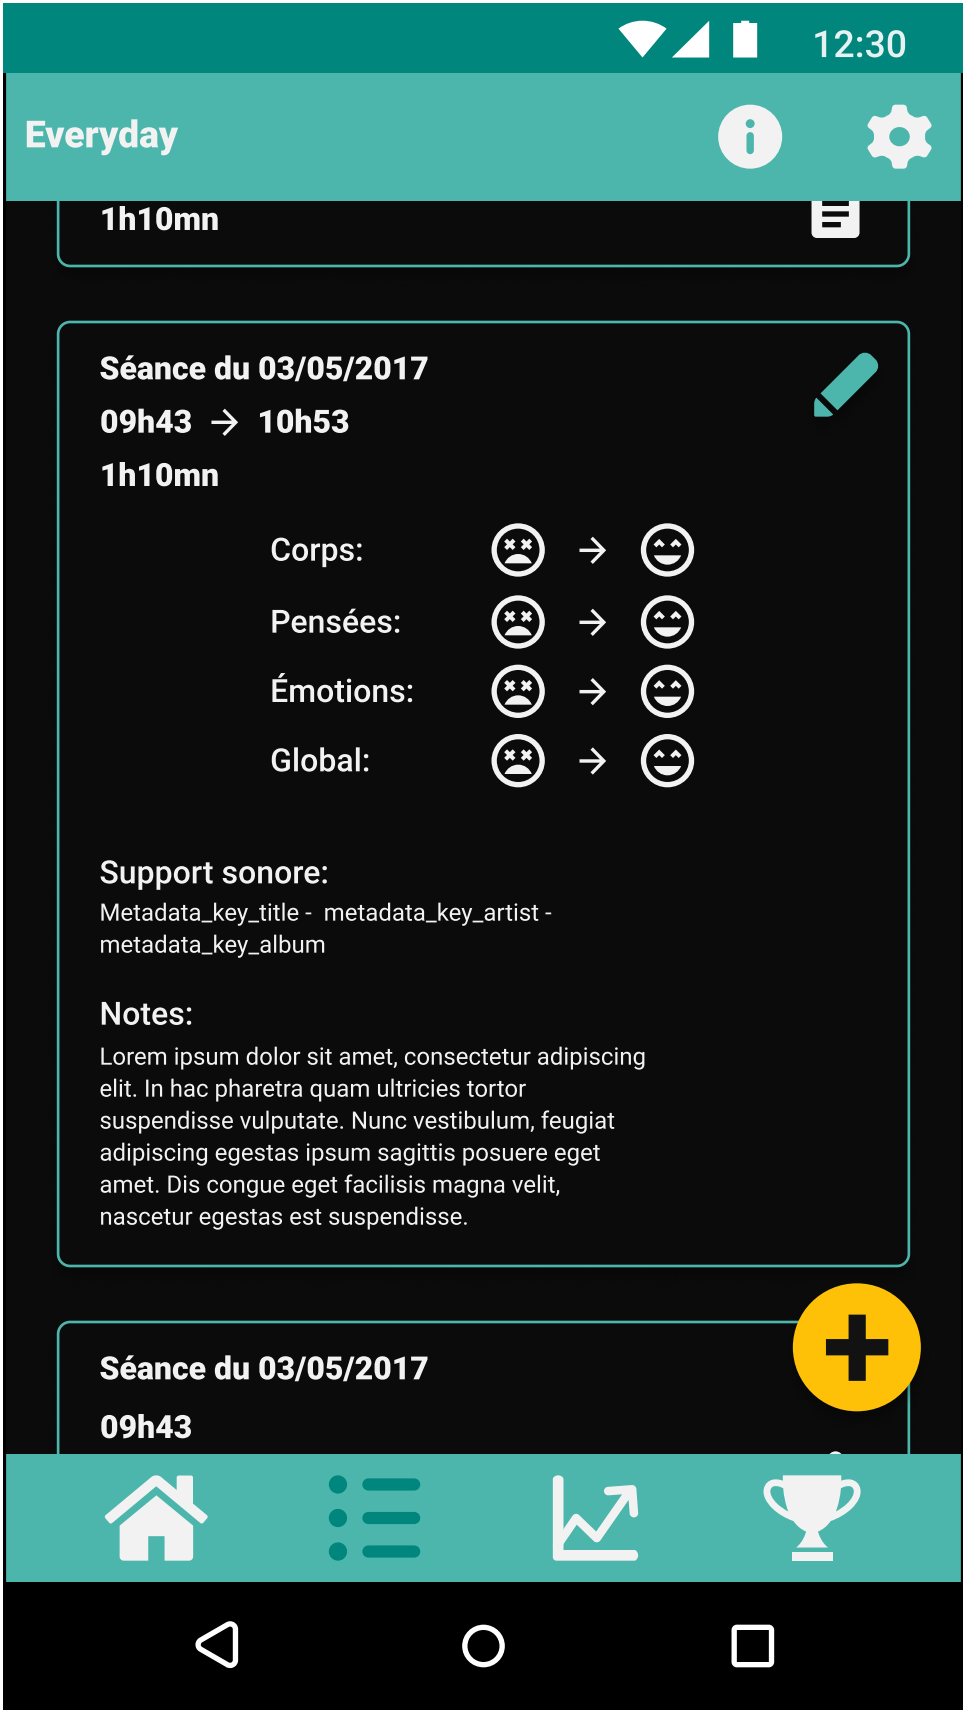 12:30
Everyday
1h10mn
Séance du 03/05/2017
09h43 → 10h53
1h10mn
Corps: →
Pensées: →
Émotions: →
Global: →
Support sonore:
Metadata_key_title - metadata_key_artist -
metadata_key_album
Notes:
Lorem ipsum dolor sit amet, consectetur adipiscing
elit. In hac pharetra quam ultricies tortor
suspendisse vulputate. Nunc vestibulum, feugiat
adipiscing egestas ipsum sagittis posuere eget
amet. Dis congue eget facilisis magna velit,
nascetur egestas est suspendisse.
Séance du 03/05/2017
09h43